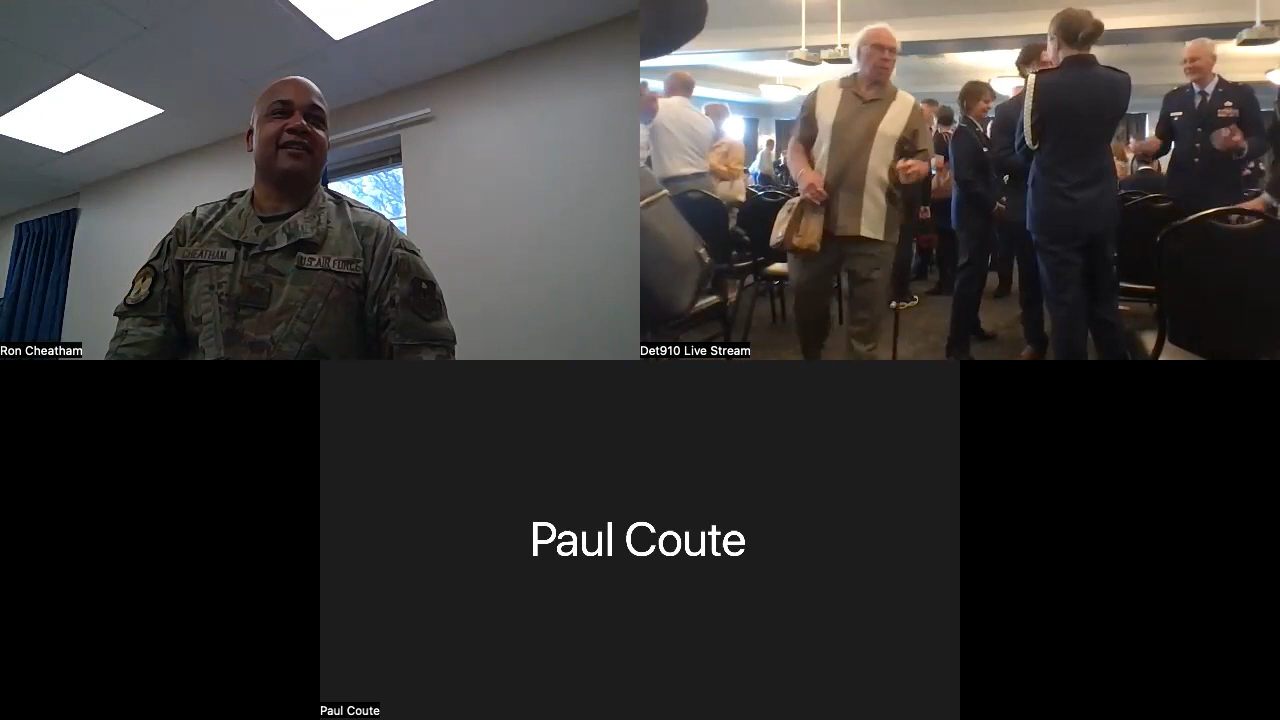 CHEATHAM
U.S. AIR FORCE
Ron Cheatham
Det910 Live Stream
Paul Coute
Paul Coute